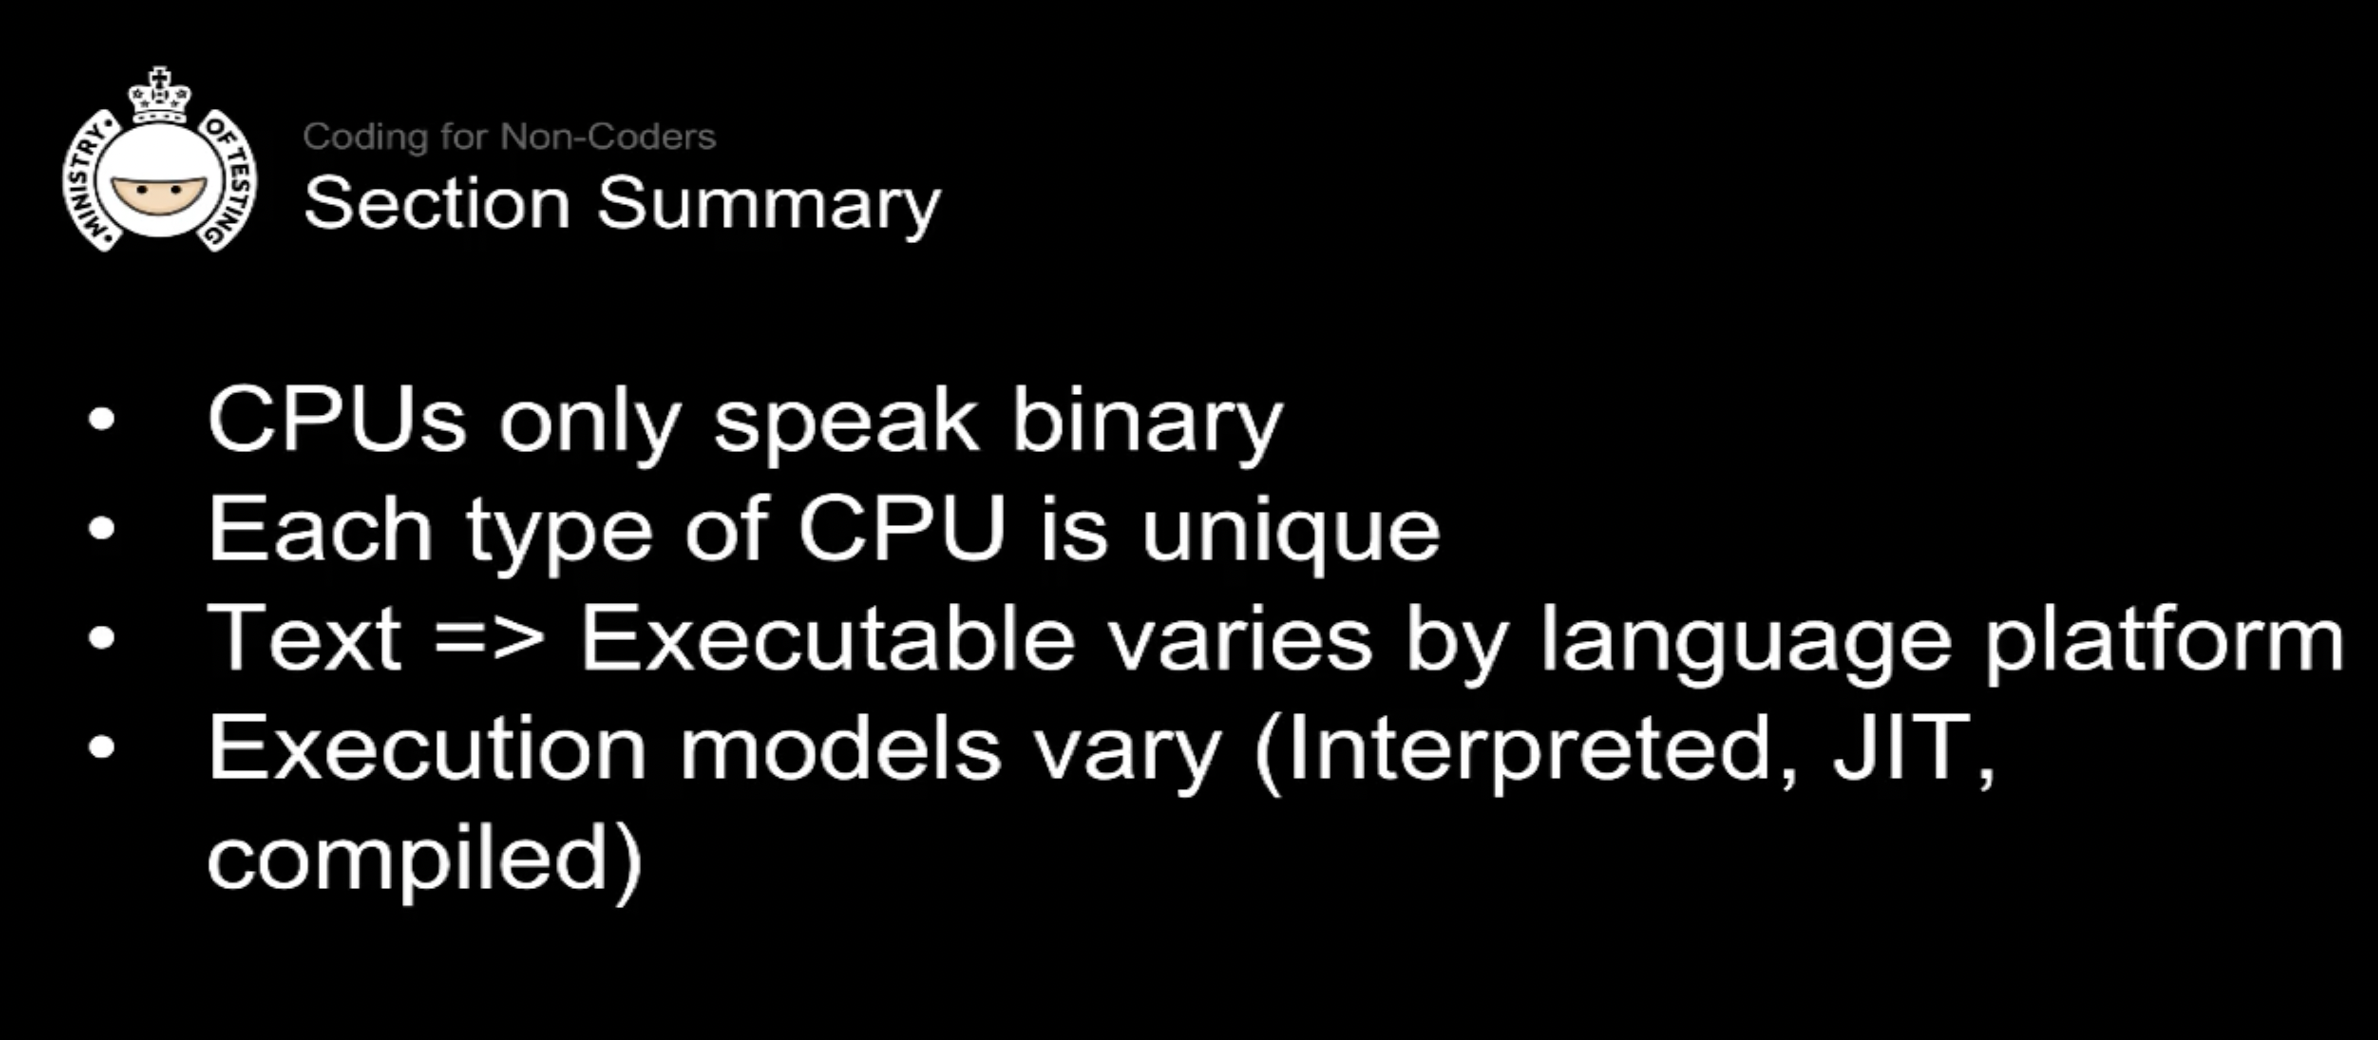 MINISTRY
OF TESTING
Coding for Non-Coders
Section Summary
• CPUs only speak binary
• Each type of CPU is unique
• Text => Executable varies by language platform
• Execution models vary (Interpreted, JIT,
compiled)